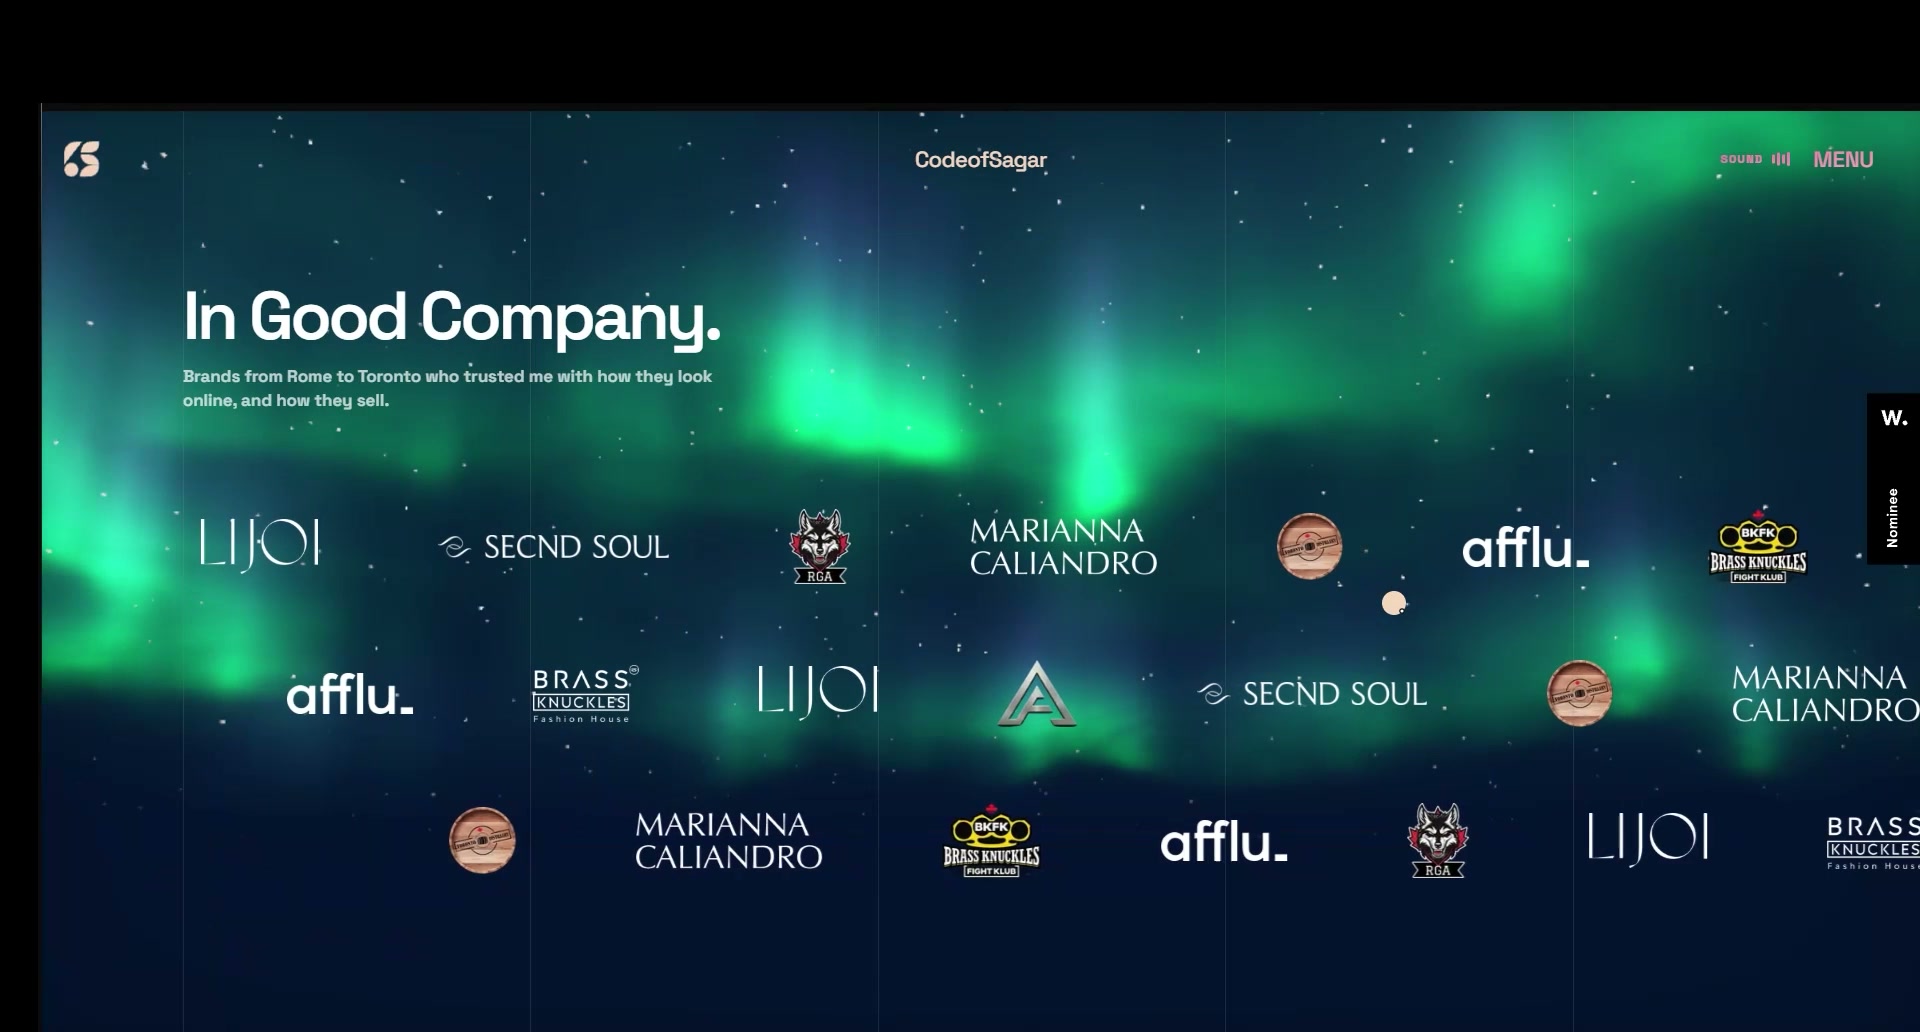 CodeofSagar
SOUND
MENU
In Good Company.
Brands from Rome to Toronto who trusted me with how they look
online, and how they sell.
W.
Nominee
LIJOI
SECND SOUL
RGA
MARIANNA
CALIANDRO
afflu.
BKFK
BRASS KNUCKLES
FIGHT KLUB
afflu.
BRASS
KNUCKLES
Fashion House
LIJOI
SECND SOUL
MARIANNA
CALIANDRO
MARIANNA
CALIANDRO
BKFK
BRASS KNUCKLES
FIGHT KLUB
afflu.
RGA
LIJOI
BRASS
KNUCKLES
Fashion House